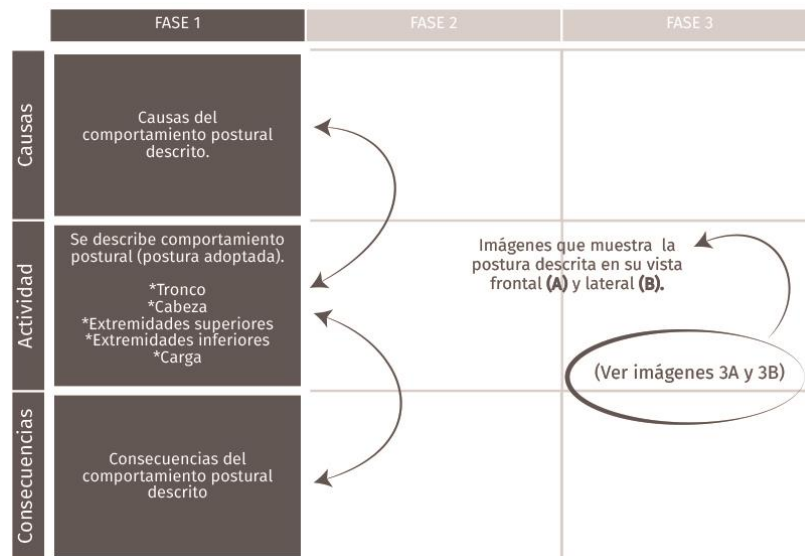 FASE 1
FASE 2
FASE 3
Causas
Causas del
comportamiento postural
descrito.
Actividad
Se describe comportamiento
postural (postura adoptada).
*Tronco
*Cabeza
*Extremidades superiores
*Extremidades inferiores
*Carga
Imágenes que muestra la
postura descrita en su vista
frontal (A) y lateral (B).
(Ver imágenes 3A y 3B)
Consecuencias
Consecuencias del
comportamiento postural
descrito